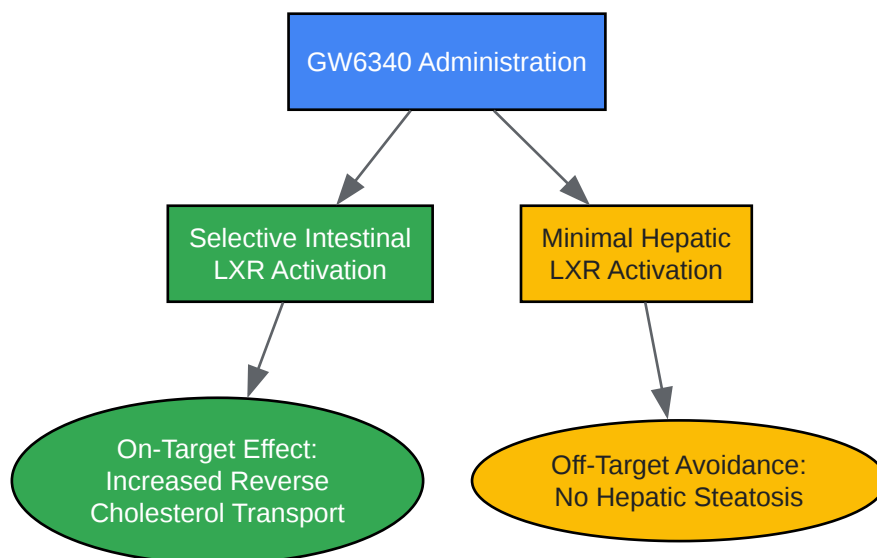 GW6340 Administration
Selective Intestinal
LXR Activation
Minimal Hepatic
LXR Activation
On-Target Effect:
Increased Reverse
Cholesterol Transport
Off-Target Avoidance:
No Hepatic Steatosis